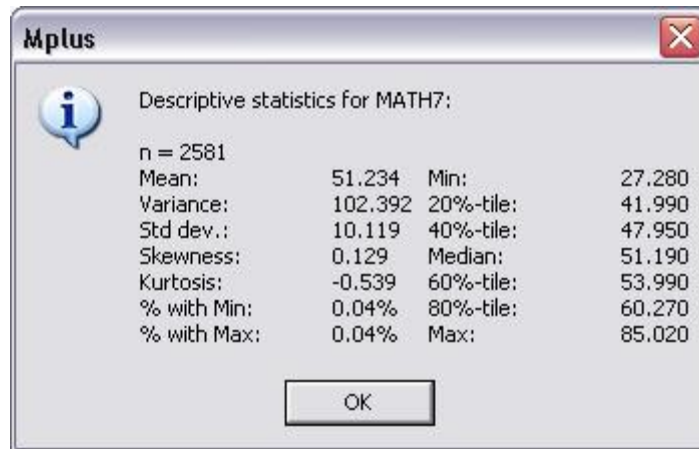 Mplus
Descriptive statistics for MATH7:
n = 2581
Mean: 51.234 Min: 27.280
Variance: 102.392 20%-tile: 41.990
Std dev.: 10.119 40%-tile: 47.950
Skewness: 0.129 Median: 51.190
Kurtosis: -0.539 60%-tile: 53.990
% with Min: 0.04% 80%-tile: 60.270
% with Max: 0.04% Max: 85.020
OK